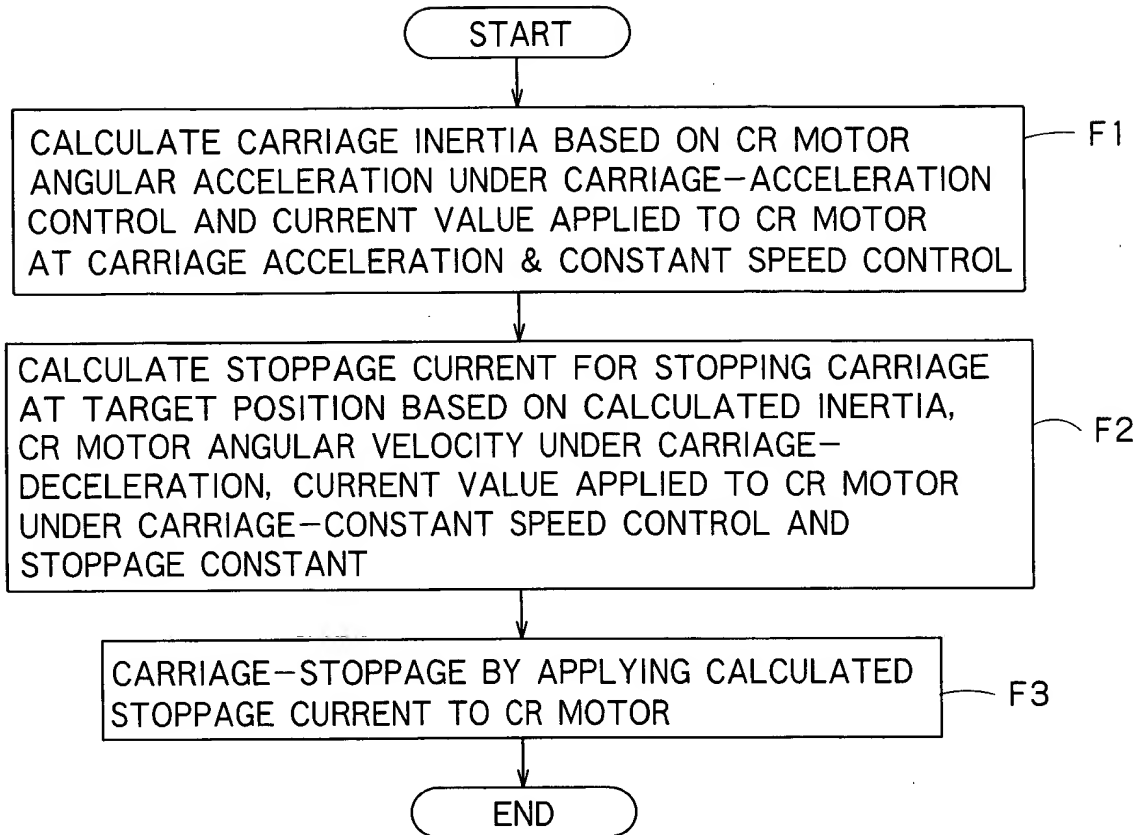 START
CALCULATE CARRIAGE INERTIA BASED ON CR MOTOR
ANGULAR ACCELERATION UNDER CARRIAGE-ACCELERATION
CONTROL AND CURRENT VALUE APPLIED TO CR MOTOR
AT CARRIAGE ACCELERATION & CONSTANT SPEED CONTROL
F1
CALCULATE STOPPAGE CURRENT FOR STOPPING CARRIAGE
AT TARGET POSITION BASED ON CALCULATED INERTIA,
CR MOTOR ANGULAR VELOCITY UNDER CARRIAGE-
DECELERATION, CURRENT VALUE APPLIED TO CR MOTOR
UNDER CARRIAGE-CONSTANT SPEED CONTROL AND
STOPPAGE CONSTANT
F2
CARRIAGE-STOPPAGE BY APPLYING CALCULATED
STOPPAGE CURRENT TO CR MOTOR
F3
END